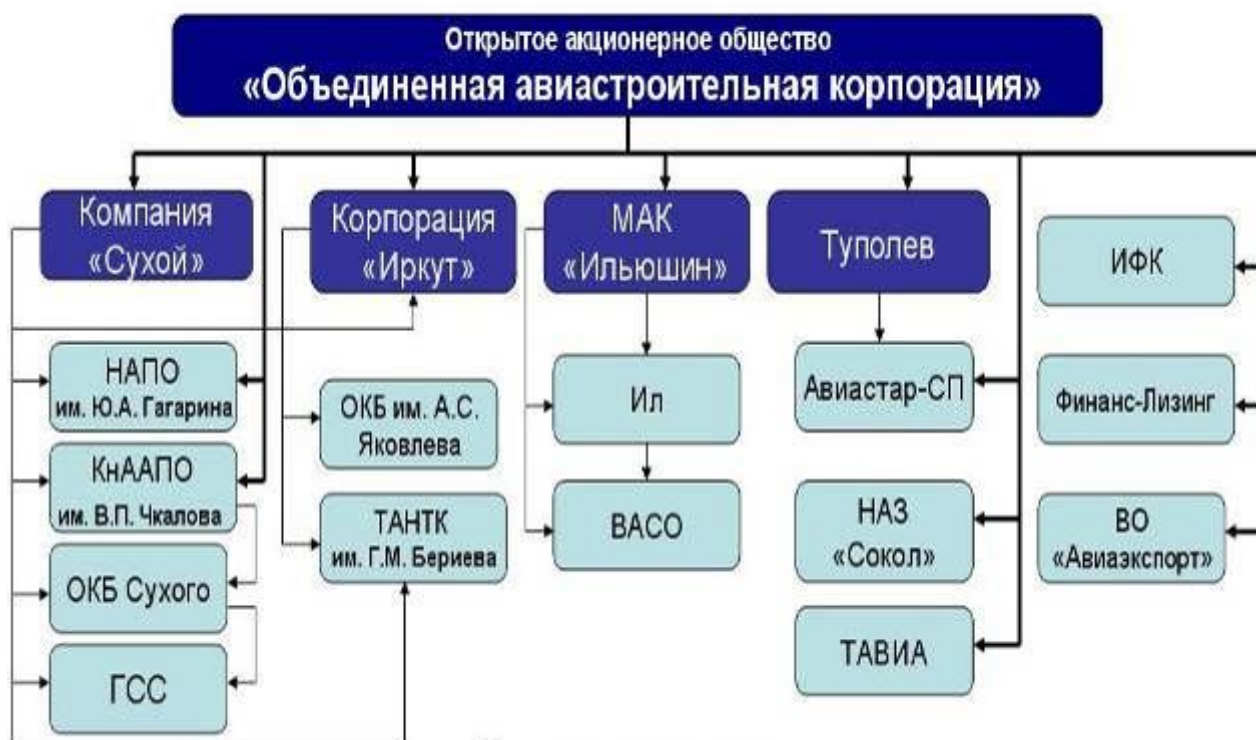 Открытое акционерное общество
«Объединенная авиастроительная корпорация»
Компания
«Сухой»
Корпорация
«Иркут»
МАК
«Ильюшин»
Туполев
ИФК
НАПО
им. Ю.А. Гагарина
ОКБ им. А.С.
Яковлева
Ил
Авиастар-СП
Финанс-Лизинг
КнААПО
им. В.П. Чкалова
ТАНТК
им. Г.М. Бериева
ВАСО
НАЗ
«Сокол»
ВО
«Авиаэкспорт»
ОКБ Сухого
ГСС
ТАВИА